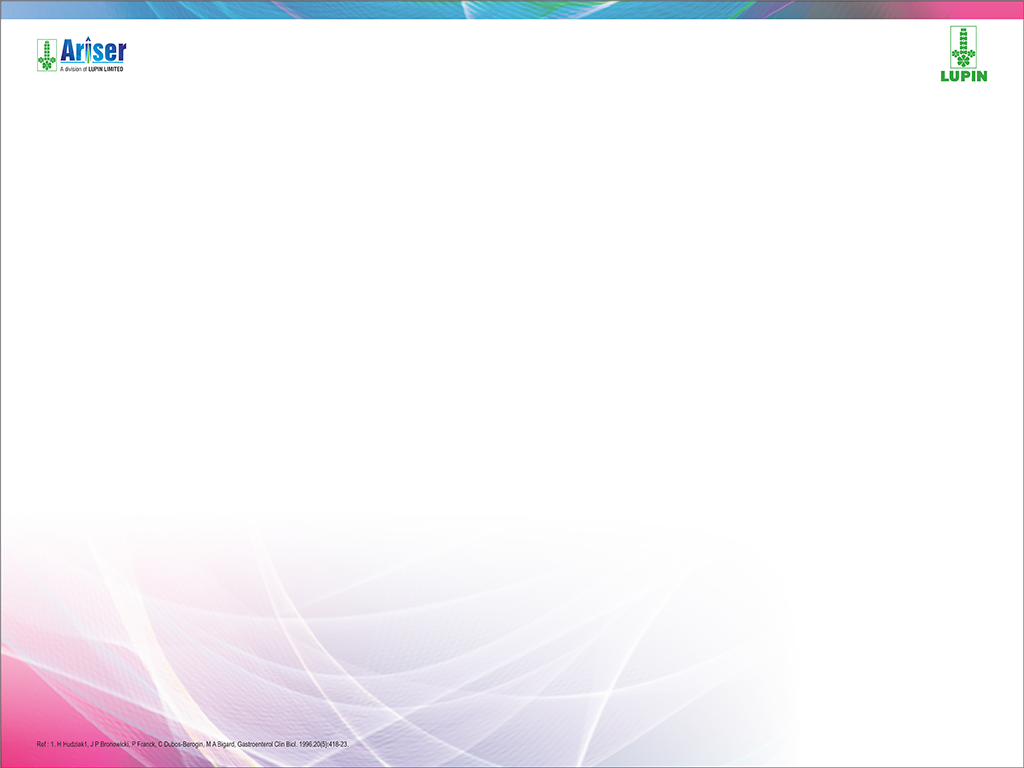 Ariser
A division of LUPIN LIMITED
LUPIN
Ref : 1. H Hudziak1, J P Bronowicki, P Franck, C Dubos-Berogin, M A Bigard, Gastroenterol Clin Biol. 1996;20(5):418-23.